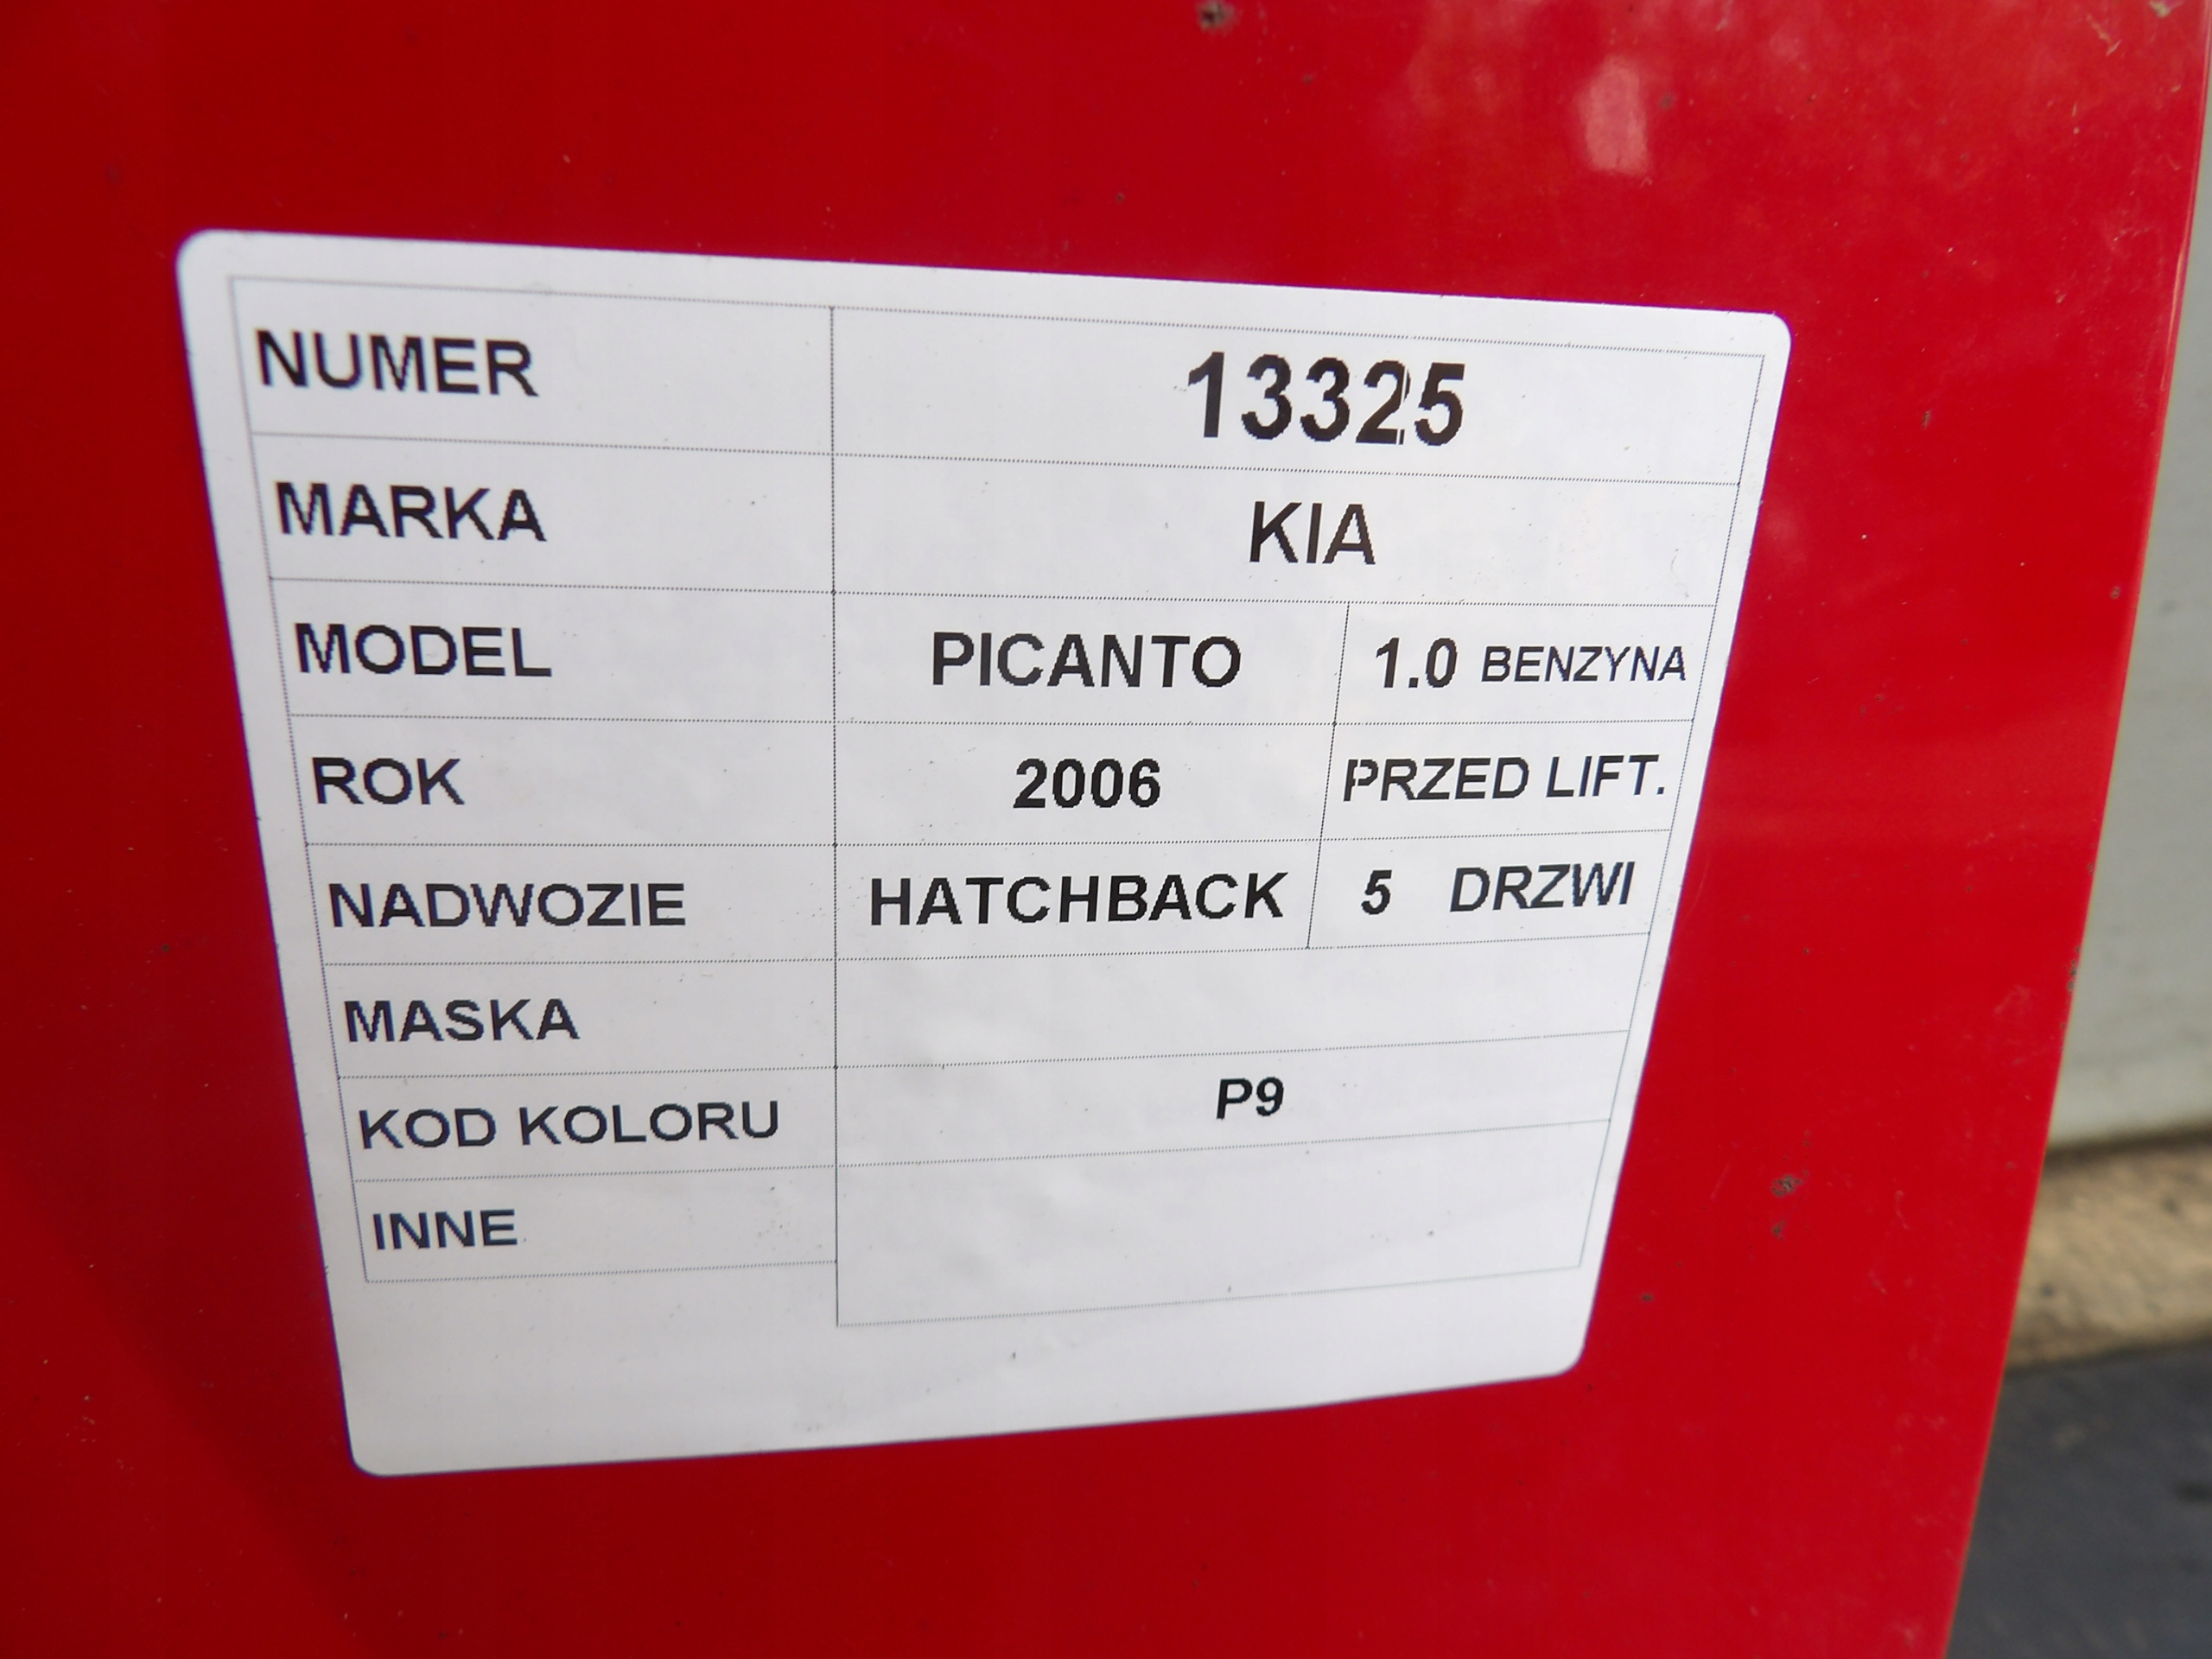 NUMER 13325
MARKA KIA
MODEL PICANTO 1.0 BENZYNA
ROK 2006 PRZED LIFT.
NADWOZIE HATCHBACK 5 DRZWI
MASKA
KOD KOLORU P9
INNE